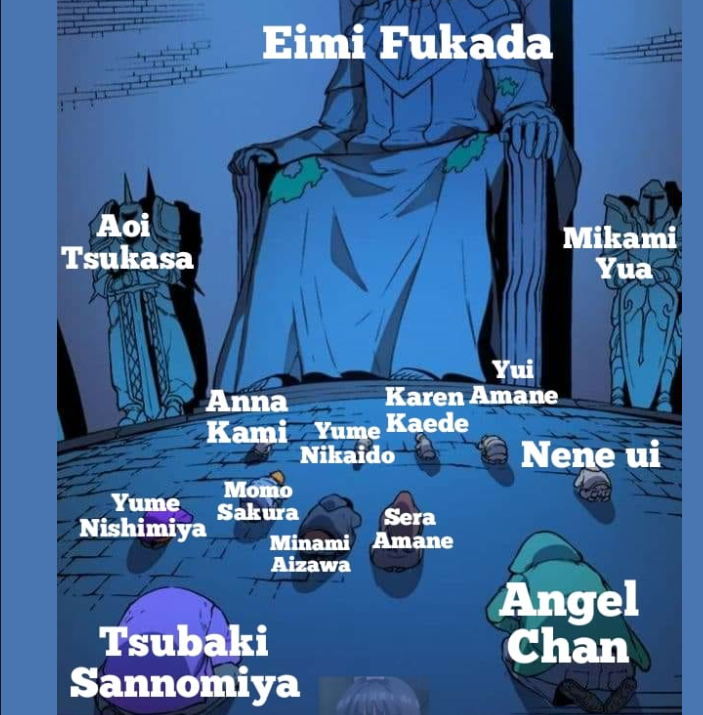 Eimi Fukada
Aoi
Tsukasa
Mikami
Yua
Yui
Amane
Anna
Kami
Karen
Kaede
Yume
Nikaido
Nene ui
Momo
Sakura
Yume
Nishimiya
Sera
Amane
Minami
Aizawa
Angel
Chan
Tsubaki
Sannomiya